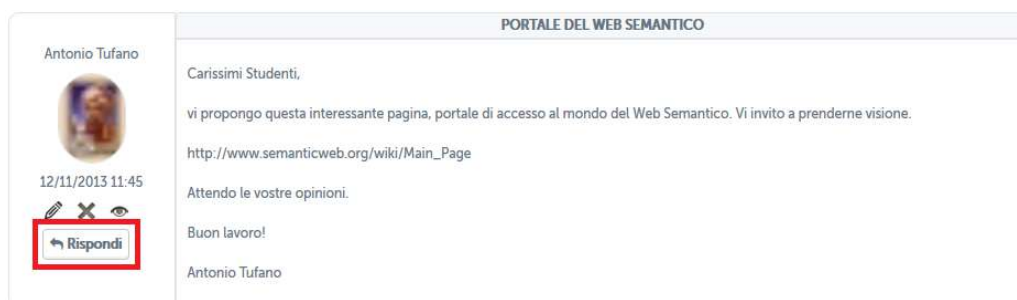 PORTALE DEL WEB SEMANTICO
Antonio Tufano
12/11/2013 11:45
Rispondi
Carissimi Studenti,
vi propongo questa interessante pagina, portale di accesso al mondo del Web Semantico. Vi invito a prenderne visione.
http://www.semanticweb.org/wiki/Main_Page
Attendo le vostre opinioni.
Buon lavoro!
Antonio Tufano